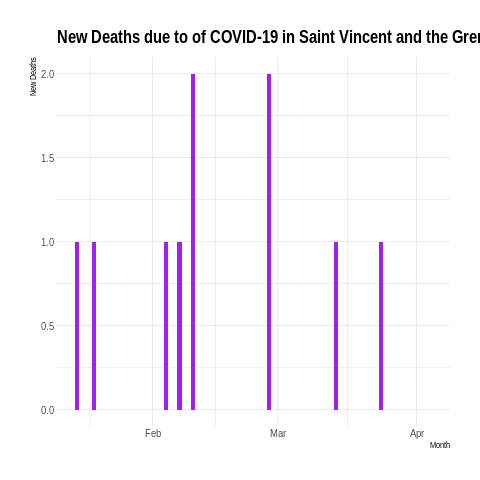 New Deaths due to of COVID-19 in Saint Vincent and the Gren
New Deaths
2.0
1.5
1.0
0.5
0.0
Feb
Mar
Apr
Month